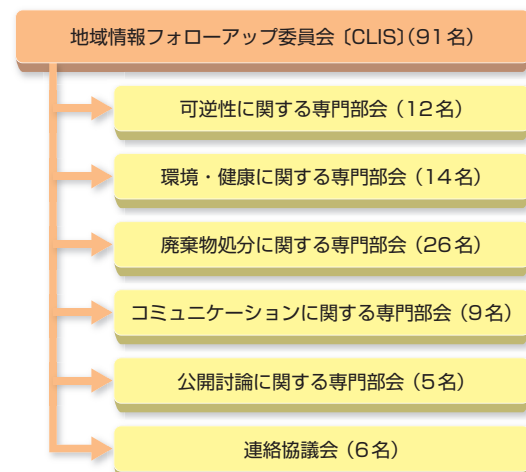 地域情報フォローアップ委員会〔CLIS〕(91名)
可逆性に関する専門部会（12名）
環境・健康に関する専門部会（14名）
廃棄物処分に関する専門部会（26名）
コミュニケーションに関する専門部会（9名）
公開討論に関する専門部会（5名）
連絡協議会（6名）